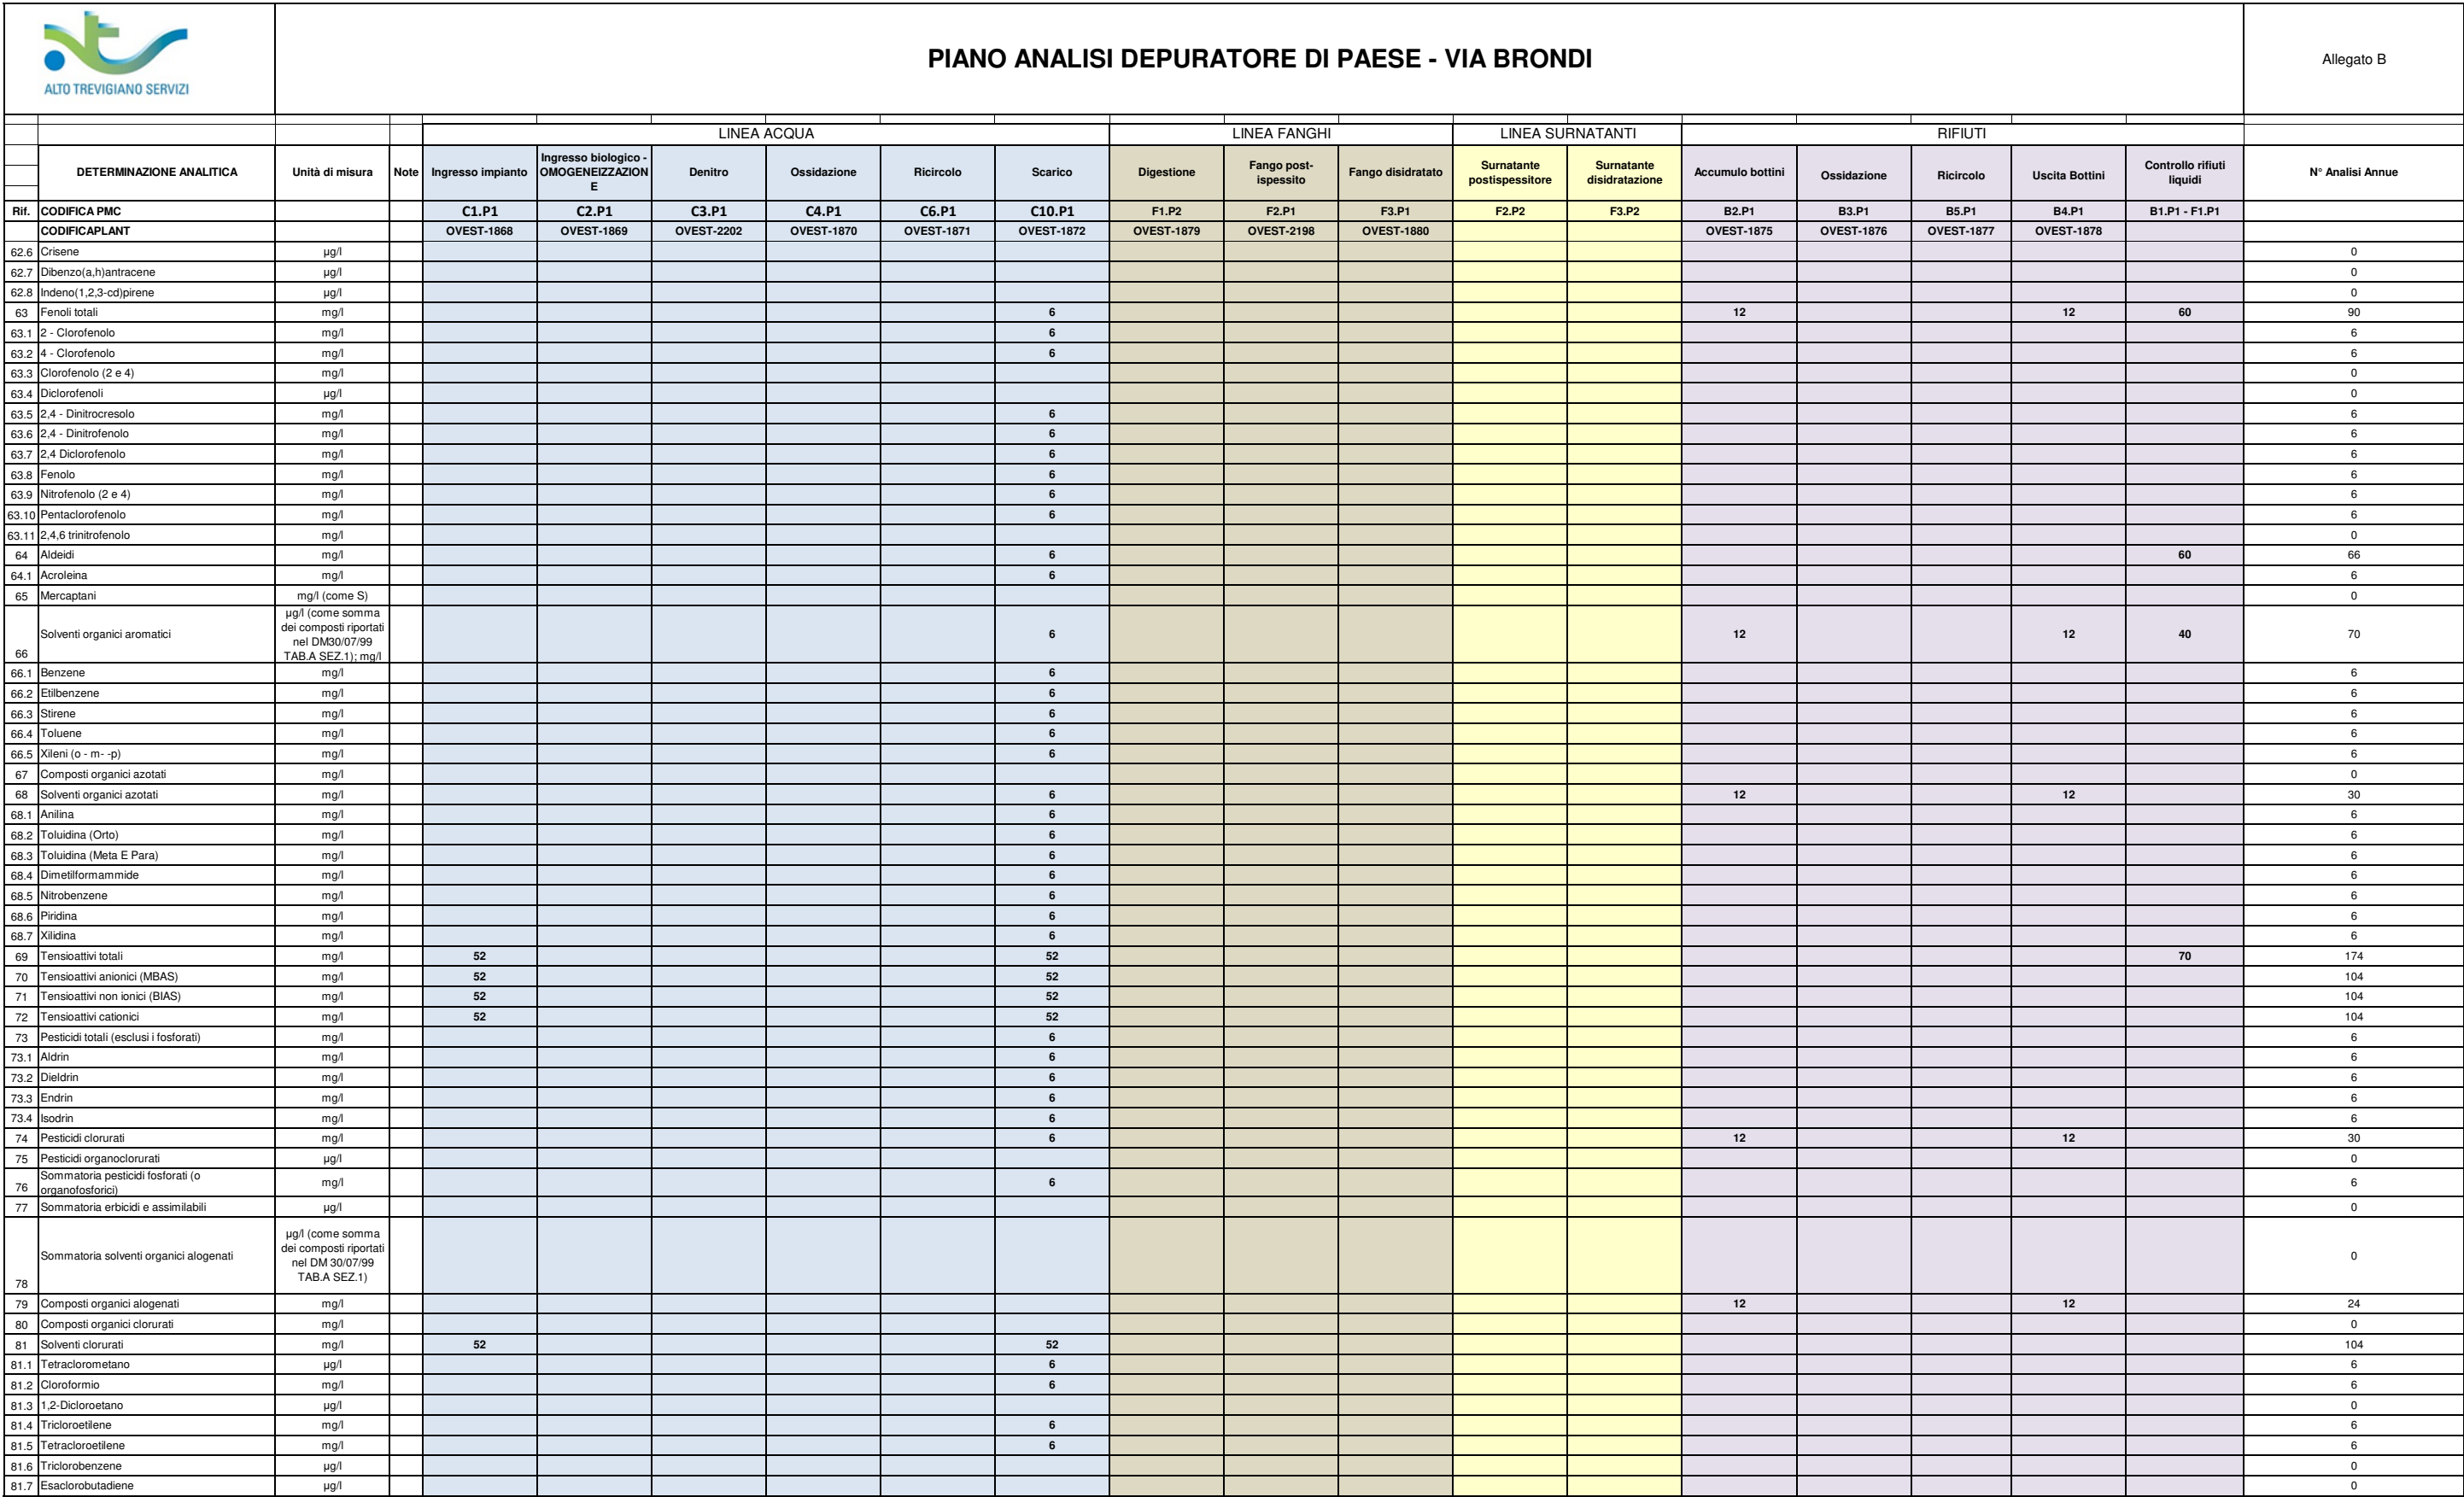 ALTO TREVIGIANO SERVIZI
PIANO ANALISI DEPURATORE DI PAESE - VIA BRONDI
Allegato B
LINEA ACQUA LINEA FANGHI LINEA SURNATANTI RIFIUTI
DETERMINAZIONE ANALITICA Unità di misura Note Ingresso impianto Ingresso biologico - OMOGENEIZZAZIONE Denitro Ossidazione Ricircolo Scarico Digestione Fango post-ispessito Fango disidratato Surnatante postispessitore Surnatante disidratazione Accumulo bottini Ossidazione Ricircolo Uscita Bottini Controllo rifiuti liquidi N° Analisi Annue
Rif. CODIFICA PMC C1.P1 C2.P1 C3.P1 C4.P1 C6.P1 C10.P1 F1.P2 F2.P1 F3.P1 F2.P2 F3.P2 B2.P1 B3.P1 B5.P1 B4.P1 B1.P1 - F1.P1
CODIFICAPLANT OVEST-1868 OVEST-1869 OVEST-2202 OVEST-1870 OVEST-1871 OVEST-1872 OVEST-1879 OVEST-2198 OVEST-1880 OVEST-1875 OVEST-1876 OVEST-1877 OVEST-1878
62.6 Crisene µg/l 0
62.7 Dibenzo(a,h)antracene µg/l 0
62.8 Indeno(1,2,3-cd)pirene µg/l 0
63 Fenoli totali mg/l 6 12 12 60 90
63.1 2 - Clorofenolo mg/l 6 6
63.2 4 - Clorofenolo mg/l 6 6
63.3 Clorofenolo (2 e 4) mg/l 0
63.4 Diclorofenoli µg/l 0
63.5 2,4 - Dinitrocresolo mg/l 6 6
63.6 2,4 - Dinitrofenolo mg/l 6 6
63.7 2,4 Diclorofenolo mg/l 6 6
63.8 Fenolo mg/l 6 6
63.9 Nitrofenolo (2 e 4) mg/l 6 6
63.10 Pentaclorofenolo mg/l 6 6
63.11 2,4,6 trinitrofenolo mg/l 0
64 Aldeidi mg/l 6 60 66
64.1 Acroleina mg/l 6 6
65 Mercaptani mg/l (come S) 0
66 Solventi organici aromatici µg/l (come somma dei composti riportati nel DM30/07/99 TAB.A SEZ.1); mg/l 6 12 12 40 70
66.1 Benzene mg/l 6 6
66.2 Etilbenzene mg/l 6 6
66.3 Stirene mg/l 6 6
66.4 Toluene mg/l 6 6
66.5 Xileni (o - m- -p) mg/l 6 6
67 Composti organici azotati mg/l 0
68 Solventi organici azotati mg/l 6 12 12 30
68.1 Anilina mg/l 6 6
68.2 Toluidina (Orto) mg/l 6 6
68.3 Toluidina (Meta E Para) mg/l 6 6
68.4 Dimetilformammide mg/l 6 6
68.5 Nitrobenzene mg/l 6 6
68.6 Piridina mg/l 6 6
68.7 Xilidina mg/l 6 6
69 Tensioattivi totali mg/l 52 52 70 174
70 Tensioattivi anionici (MBAS) mg/l 52 52 104
71 Tensioattivi non ionici (BIAS) mg/l 52 52 104
72 Tensioattivi cationici mg/l 52 52 104
73 Pesticidi totali (esclusi i fosforati) mg/l 6 6
73.1 Aldrin mg/l 6 6
73.2 Dieldrin mg/l 6 6
73.3 Endrin mg/l 6 6
73.4 Isodrin mg/l 6 6
74 Pesticidi clorurati mg/l 6 12 12 30
75 Pesticidi organoclorurati µg/l 0
76 Sommatoria pesticidi fosforati (o organofosforici) mg/l 6 6
77 Sommatoria erbicidi e assimilabili µg/l 0
78 Sommatoria solventi organici alogenati µg/l (come somma dei composti riportati nel DM 30/07/99 TAB.A SEZ.1) 0
79 Composti organici alogenati mg/l 12 12 24
80 Composti organici clorurati mg/l 0
81 Solventi clorurati mg/l 52 52 104
81.1 Tetraclorometano µg/l 6 6
81.2 Cloroformio mg/l 6 6
81.3 1,2-Dicloroetano µg/l 0
81.4 Tricloroetilene mg/l 6 6
81.5 Tetracloroetilene mg/l 6 6
81.6 Triclorobenzene µg/l 0
81.7 Esaclorobutadiene µg/l 0